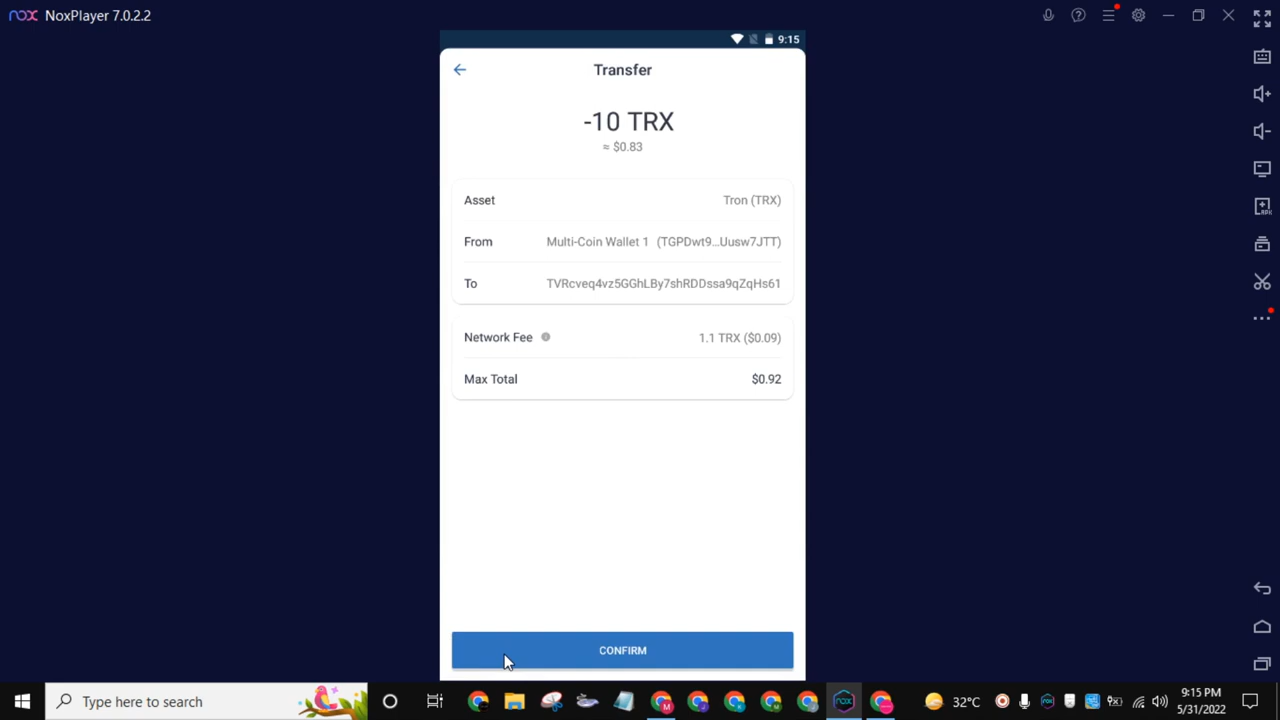 nox NoxPlayer 7.0.2.2
9:15
Transfer
-10 TRX
≈ $0.83
Asset Tron (TRX)
From Multi-Coin Wallet 1 (TGPDwt9...Uusw7JTT)
To TVRcveq4vz5GGhLBy7shRDDssa9qZqHs61
Network Fee 1.1 TRX ($0.09)
Max Total $0.92
CONFIRM
Type here to search
32°C
9:15 PM
5/31/2022